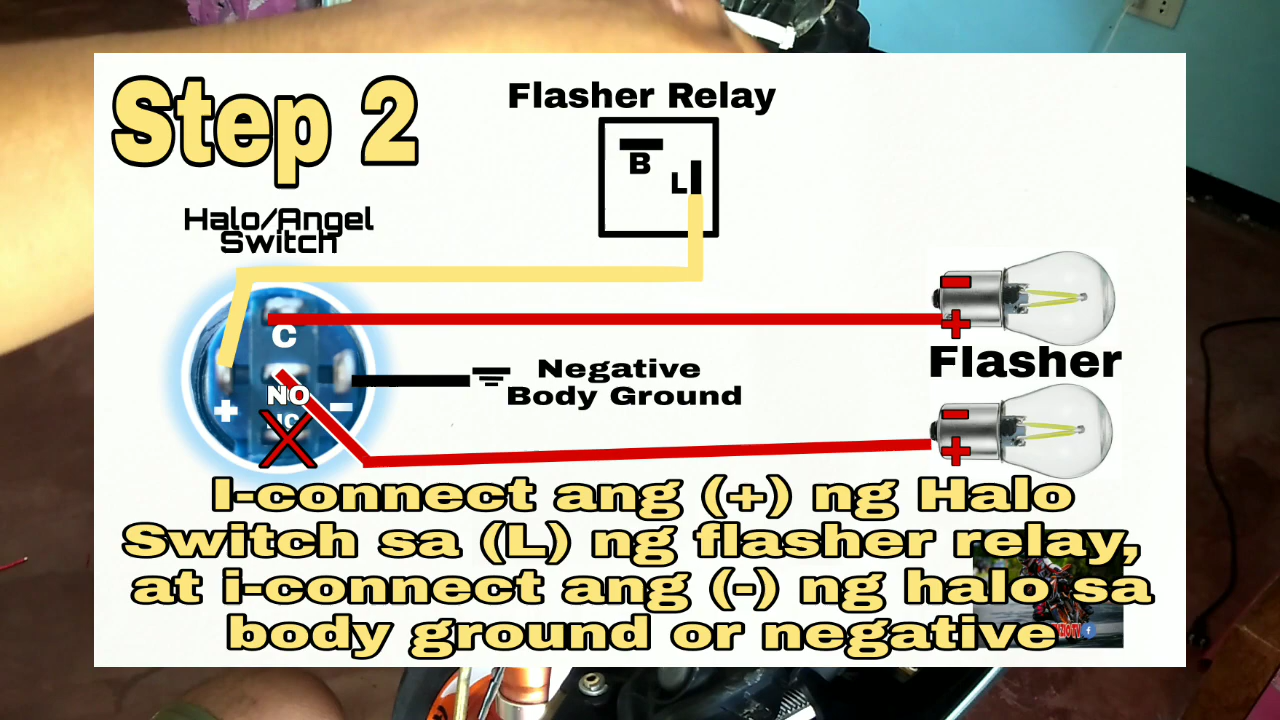 Step 2
Flasher Relay
B
L
Halo/Angel
Switch
C
NO
+
-
-
+
Flasher
-
+
Negative
Body Ground
I-connect ang (+) ng Halo
Switch sa (L) ng flasher relay,
at i-connect ang (-) ng halo sa
body ground or negative